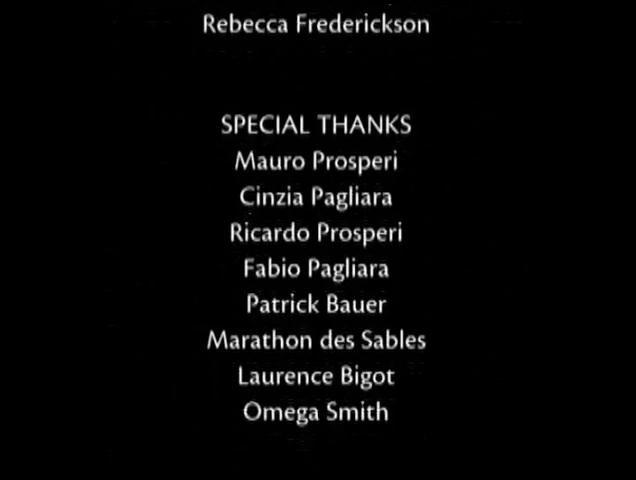 Rebecca Frederickson
SPECIAL THANKS
Mauro Prosperi
Cinzia Pagliara
Ricardo Prosperi
Fabio Pagliara
Patrick Bauer
Marathon des Sables
Laurence Bigot
Omega Smith